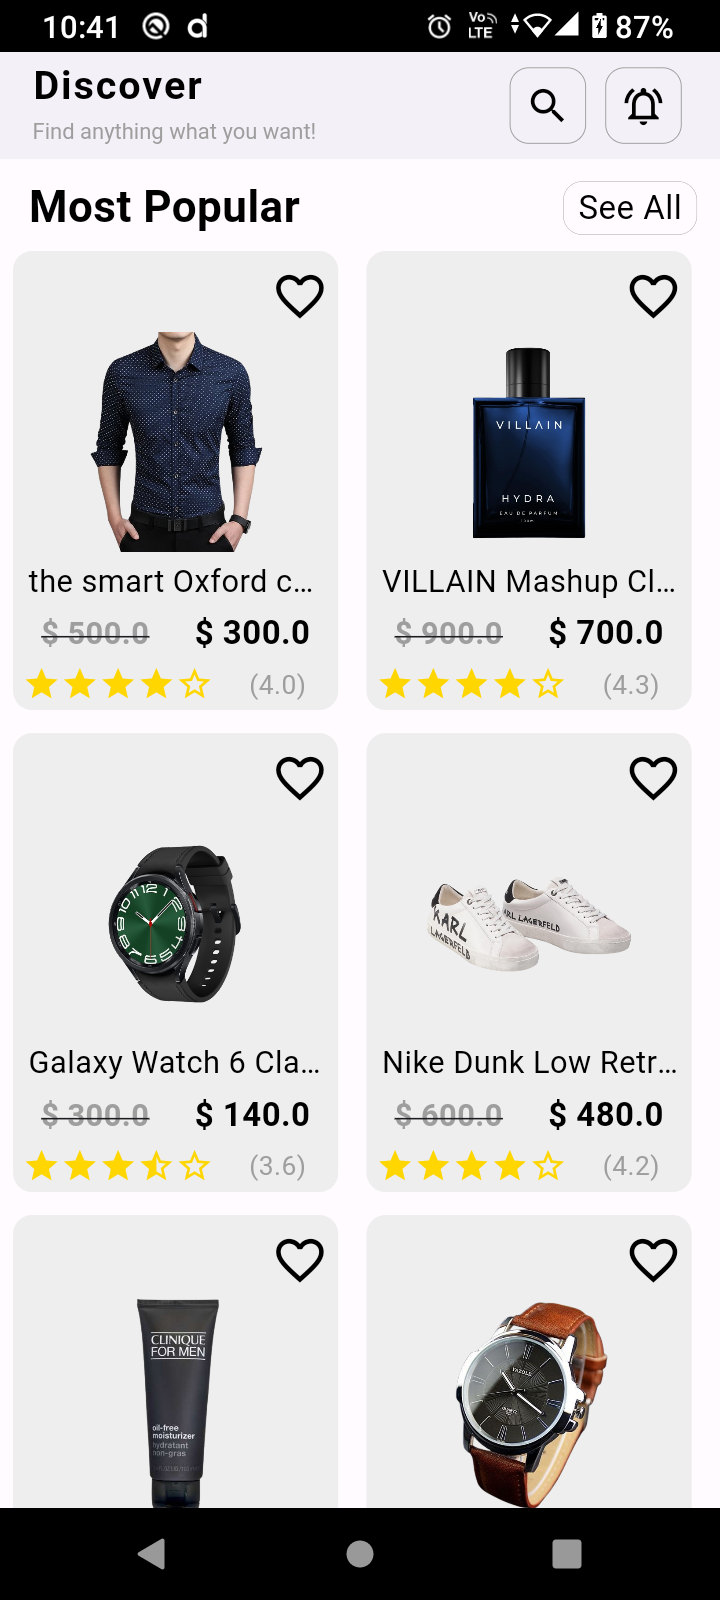 10:41 Vo LTE 87%
Discover
Find anything what you want!
Most Popular
See All
VILLAIN
HYDRA
EAU DE PARFUM
the smart Oxford c...
VILLAIN Mashup Cl...
$ 500.0 $ 300.0
$ 900.0 $ 700.0
(4.0)
(4.3)
KARL
LAGERFELD
KARL LAGERFELD
Galaxy Watch 6 Cla...
Nike Dunk Low Retr...
$ 300.0 $ 140.0
$ 600.0 $ 480.0
(3.6)
(4.2)
CLINIQUE
FOR MEN
oil-free
moisturizer
hydratant
non-gras
YAZOLE